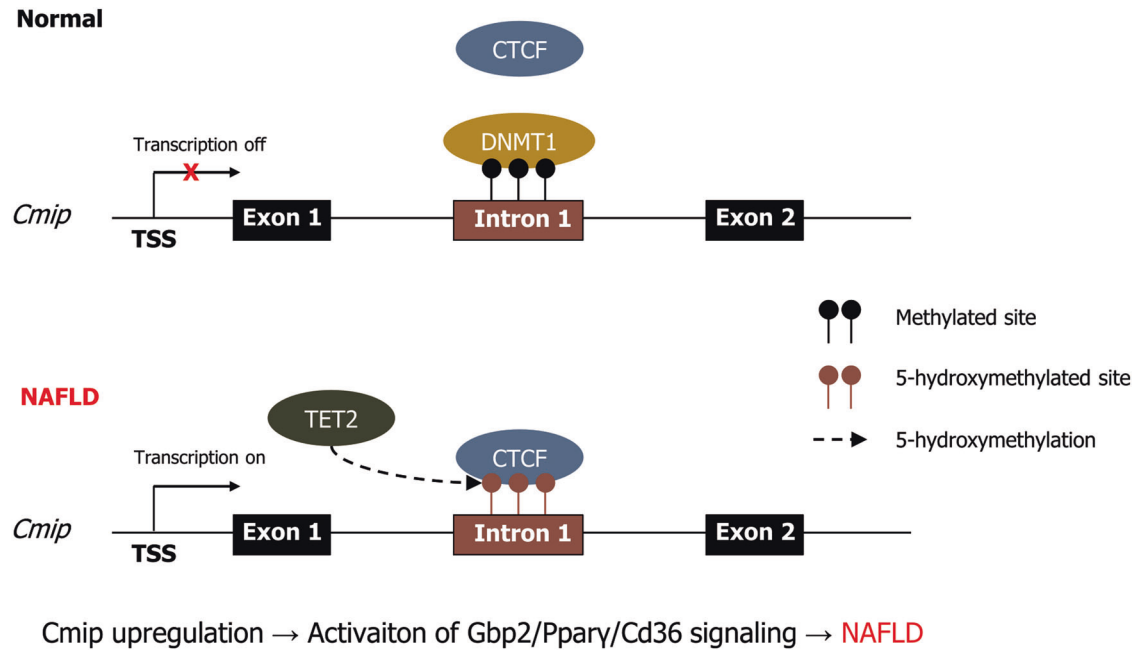 Normal
CTCF
DNMT1
Transcription off
X
Cmip
Exon 1
Intron 1
Exon 2
TSS
Methylated site
5-hydroxymethylated site
5-hydroxymethylation
NAFLD
TET2
CTCF
Transcription on
Cmip
Exon 1
Intron 1
Exon 2
TSS
Cmip upregulation → Activaiton of Gbp2/Pparγ/Cd36 signaling → NAFLD